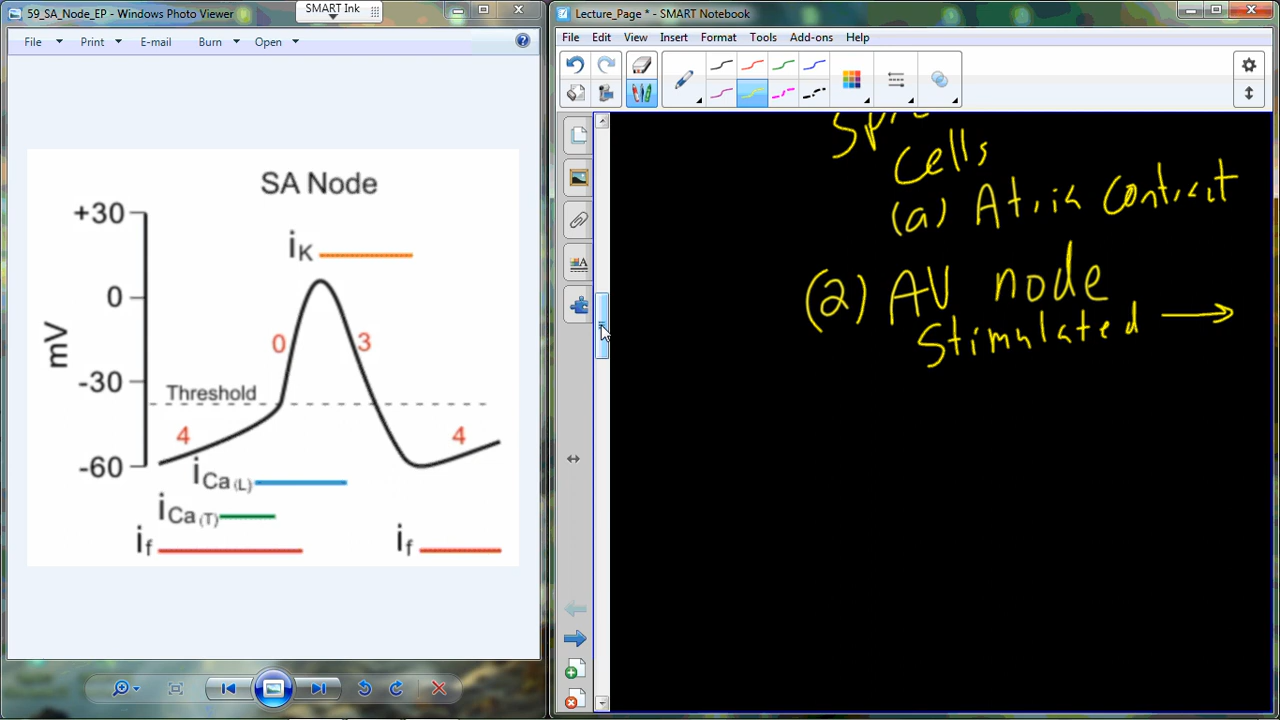 59_SA_Node_EP - Windows Photo Viewer
SMART Ink
File Print E-mail Burn Open
SA Node
+30
0
-30
-60
mV
iK
0
3
Threshold
4
4
iCa (L)
iCa (T)
if
if
Lecture_Page * - SMART Notebook
File Edit View Insert Format Tools Add-ons Help
Cells
(a) Atria Contract
(2) AV node
Stimulated →